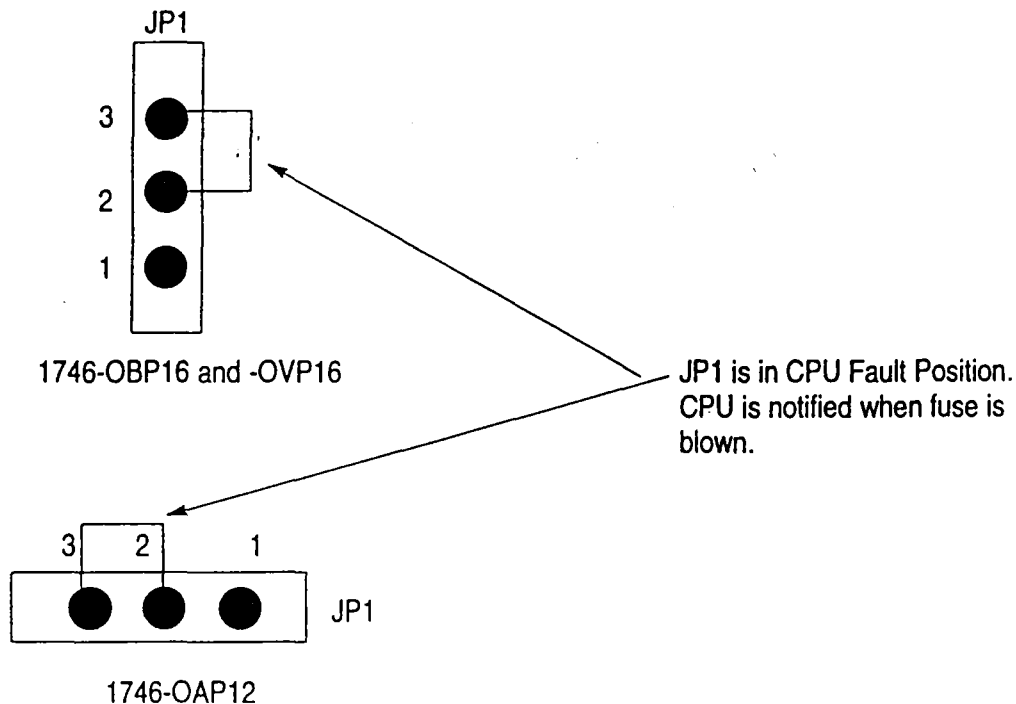 JP1
3
2
1
1746-OBP16 and -OVP16
JP1 is in CPU Fault Position.
CPU is notified when fuse is
blown.
3 2 1
JP1
1746-OAP12